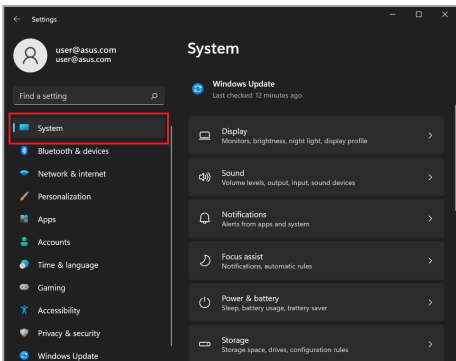 Settings
user@asus.com
user@asus.com
Find a setting
System
Bluetooth & devices
Network & internet
Personalization
Apps
Accounts
Time & language
Gaming
Accessibility
Privacy & security
Windows Update
System
Windows Update
Last checked: 12 minutes ago
Display
Monitors, brightness, night light, display profile
Sound
Volume levels, output, input, sound devices
Notifications
Alerts from apps and system
Focus assist
Notifications, automatic rules
Power & battery
Sleep, battery usage, battery saver
Storage
Storage space, drives, configuration rules